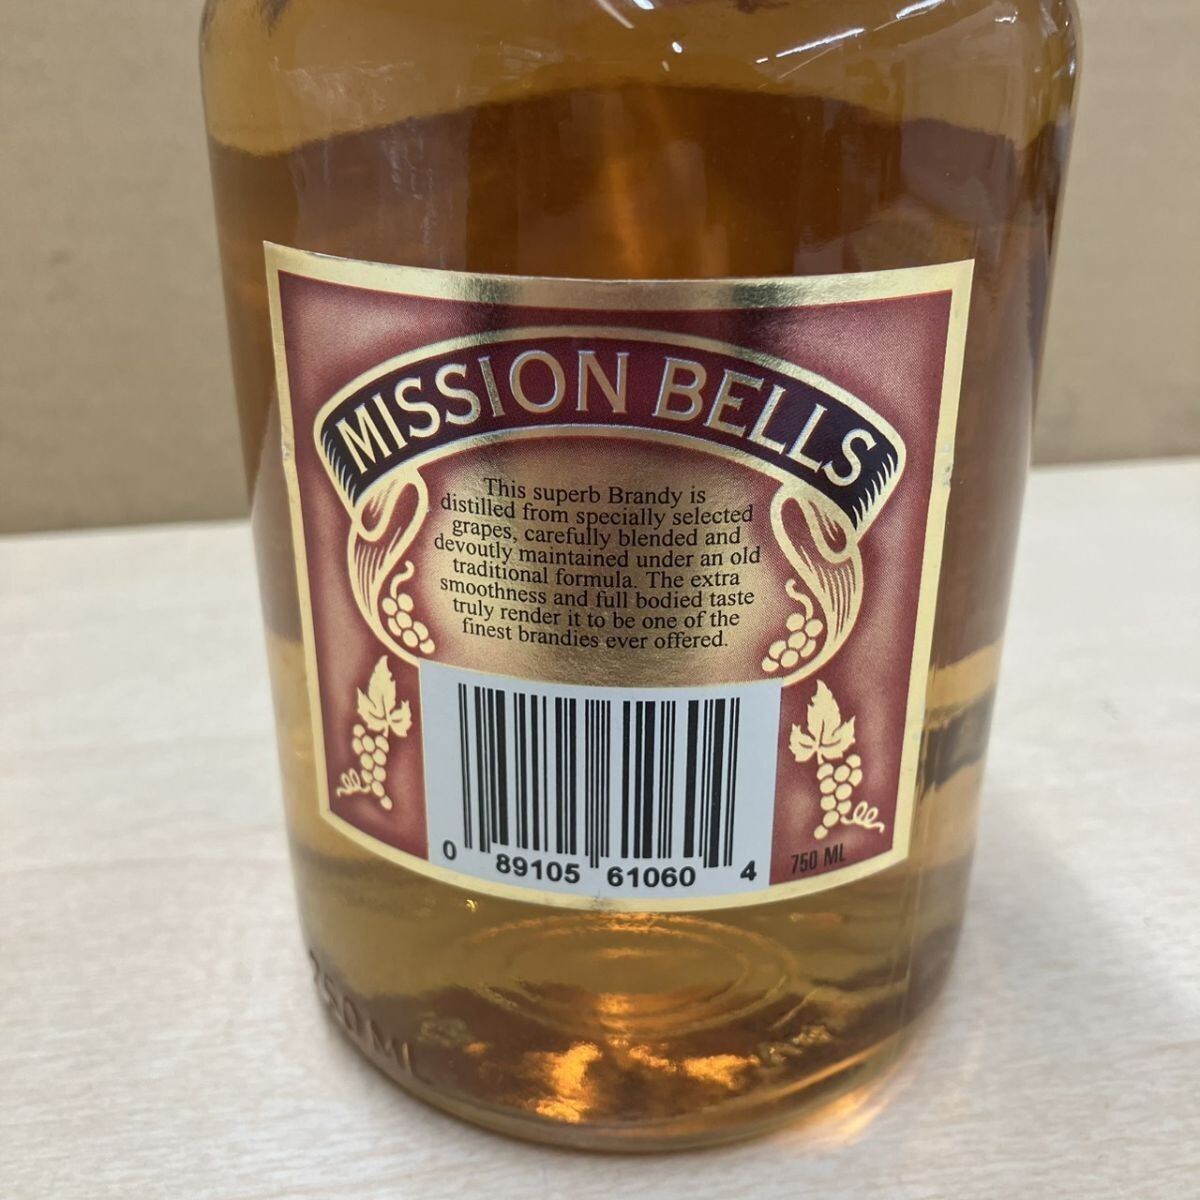 MISSION BELLS
This superb Brandy is
distilled from specially selected
grapes, carefully blended and
devoutly maintained under an old
traditional formula. The extra
smoothness and full bodied taste
truly render it to be one of the
finest brandies ever offered.
0 89105 61060 4
750 ML
750 ML